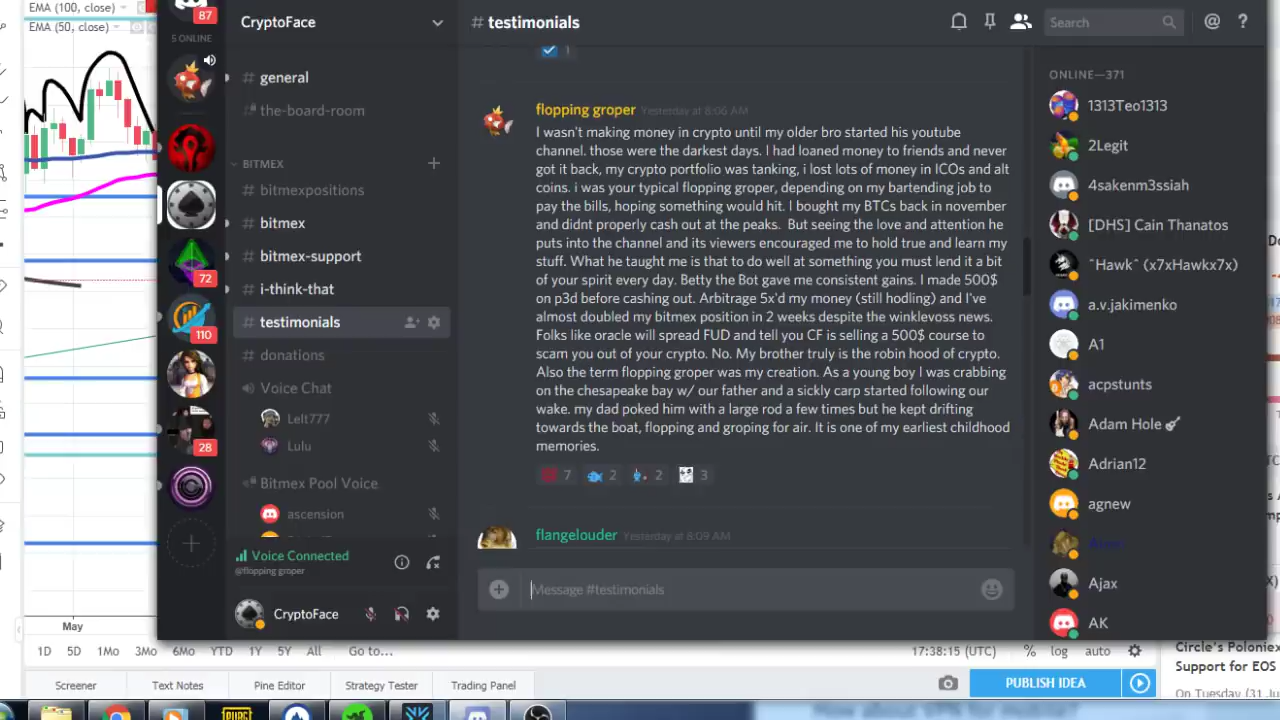 EMA (100, close)
EMA (50, close)
87
5 ONLINE
72
110
28
CryptoFace
general
the-board-room
BITMEX
bitmexpositions
bitmex
bitmex-support
i-think-that
testimonials
donations
Voice Chat
Lelt777
Lulu
Bitmex Pool Voice
ascension
Voice Connected
@flopping groper
CryptoFace
# testimonials
Search
1
flopping groper Yesterday at 8:06 AM
I wasn't making money in crypto until my older bro started his youtube
channel. those were the darkest days. I had loaned money to friends and never
got it back, my crypto portfolio was tanking, i lost lots of money in ICOs and alt
coins. i was your typical flopping groper, depending on my bartending job to
pay the bills, hoping something would hit. I bought my BTCs back in november
and didnt properly cash out at the peaks. But seeing the love and attention he
puts into the channel and its viewers encouraged me to hold true and learn my
stuff. What he taught me is that to do well at something you must lend it a bit
of your spirit every day. Betty the Bot gave me consistent gains. I made 500$
on p3d before cashing out. Arbitrage 5x'd my money (still holding) and I've
almost doubled my bitmex position in 2 weeks despite the winklevoss news.
Folks like oracle will spread FUD and tell you CF is selling a 500$ course to
scam you out of your crypto. No. My brother truly is the robin hood of crypto.
Also the term flopping groper was my creation. As a young boy I was crabbing
on the chesapeake bay w/ our father and a sickly carp started following our
wake. my dad poked him with a large rod a few times but he kept drifting
towards the boat, flopping and groping for air. It is one of my earliest childhood
memories.
7 2 2 3
flangelouder Yesterday at 8:09 AM
Message #testimonials
ONLINE—371
1313Teo1313
2Legit
4sakenm3ssiah
[DHS] Cain Thanatos
"Hawk" (x7xHawkx7x)
a.v.jakimenko
A1
acpstunts
Adam Hole
Adrian12
agnew
Ajax
AK
May
1D 5D 1Mo 3Mo 6Mo YTD 1Y 5Y All Go to...
17:38:15 (UTC) % log auto
Screener Text Notes Pine Editor Strategy Tester Trading Panel
PUBLISH IDEA
Circle's Poloniex
Support for EOS
On Tuesday (31 Ju
PUBG